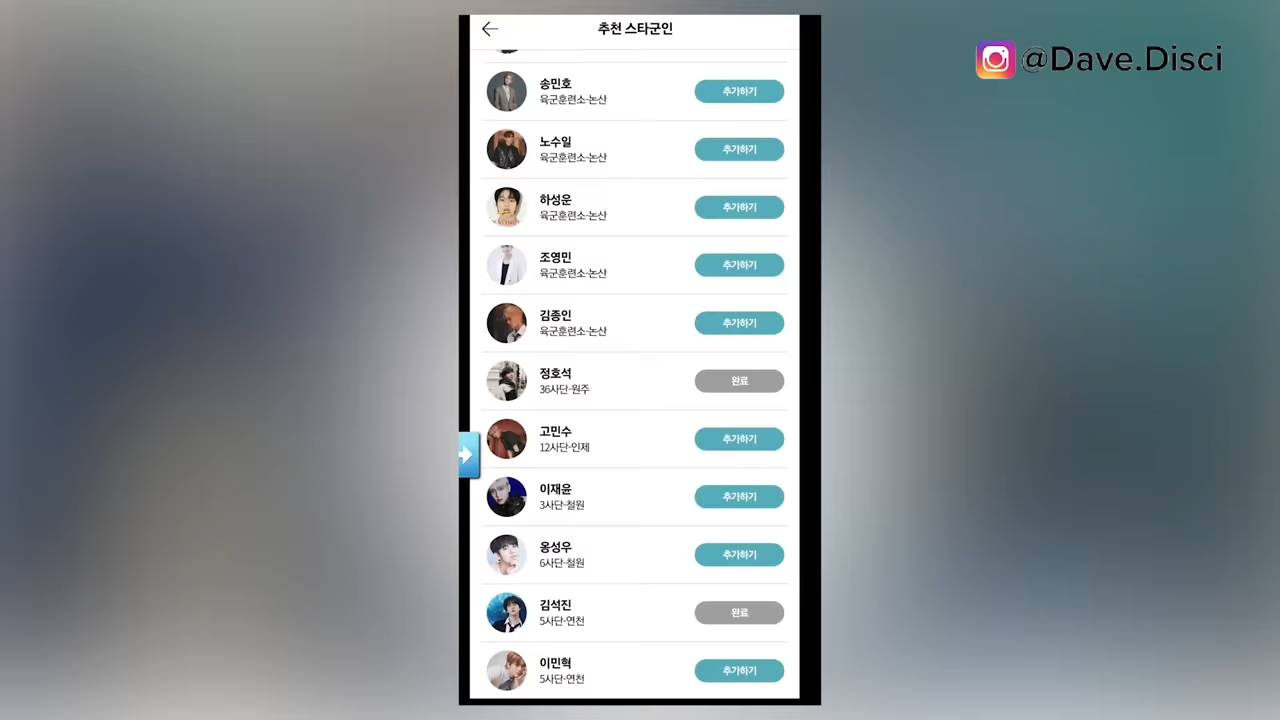 추천 스타군인
@Dave.Disci
송민호
육군훈련소-논산
추가하기
노수일
육군훈련소-논산
추가하기
하성운
육군훈련소-논산
추가하기
조영민
육군훈련소-논산
추가하기
김종인
육군훈련소-논산
추가하기
정호석
36사단-원주
완료
고민수
12사단-인제
추가하기
이재윤
3사단-철원
추가하기
옹성우
6사단-철원
추가하기
김석진
5사단-연천
완료
이민혁
5사단-연천
추가하기